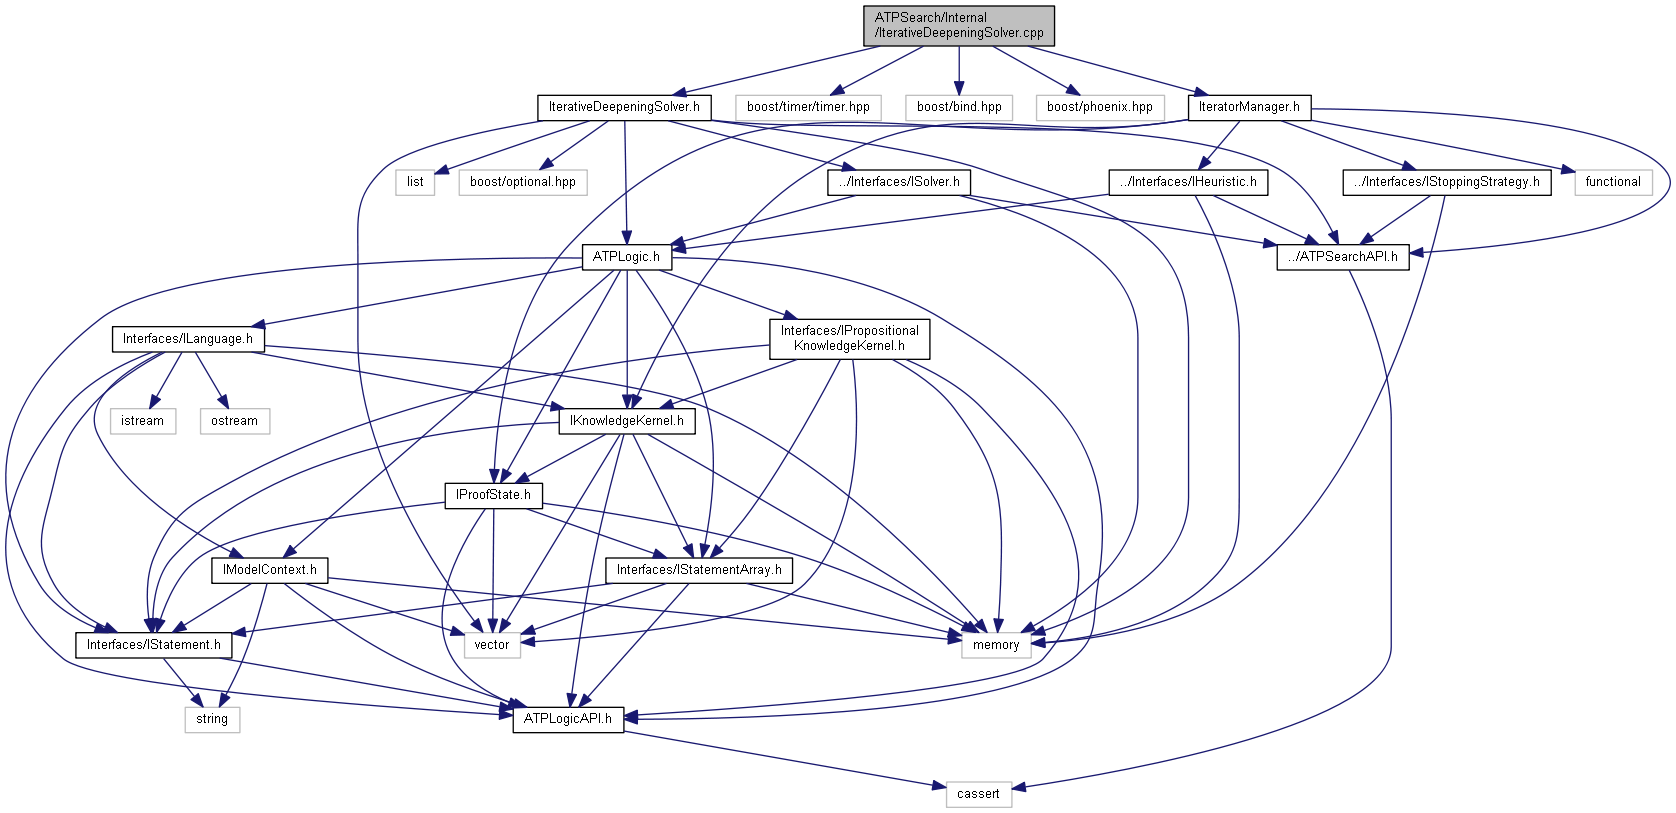 ATPSearch/Internal
/IterativeDeepeningSolver.cpp
IterativeDeepeningSolver.h
boost/timer/timer.hpp
boost/bind.hpp
boost/phoenix.hpp
IteratorManager.h
list
boost/optional.hpp
../Interfaces/ISolver.h
../Interfaces/IHeuristic.h
../Interfaces/IStoppingStrategy.h
functional
ATPLogic.h
../ATPSearchAPI.h
Interfaces/ILanguage.h
Interfaces/IPropositional
KnowledgeKernel.h
istream
ostream
IKnowledgeKernel.h
IProofState.h
IModelContext.h
Interfaces/IStatementArray.h
Interfaces/IStatement.h
vector
memory
string
ATPLogicAPI.h
cassert